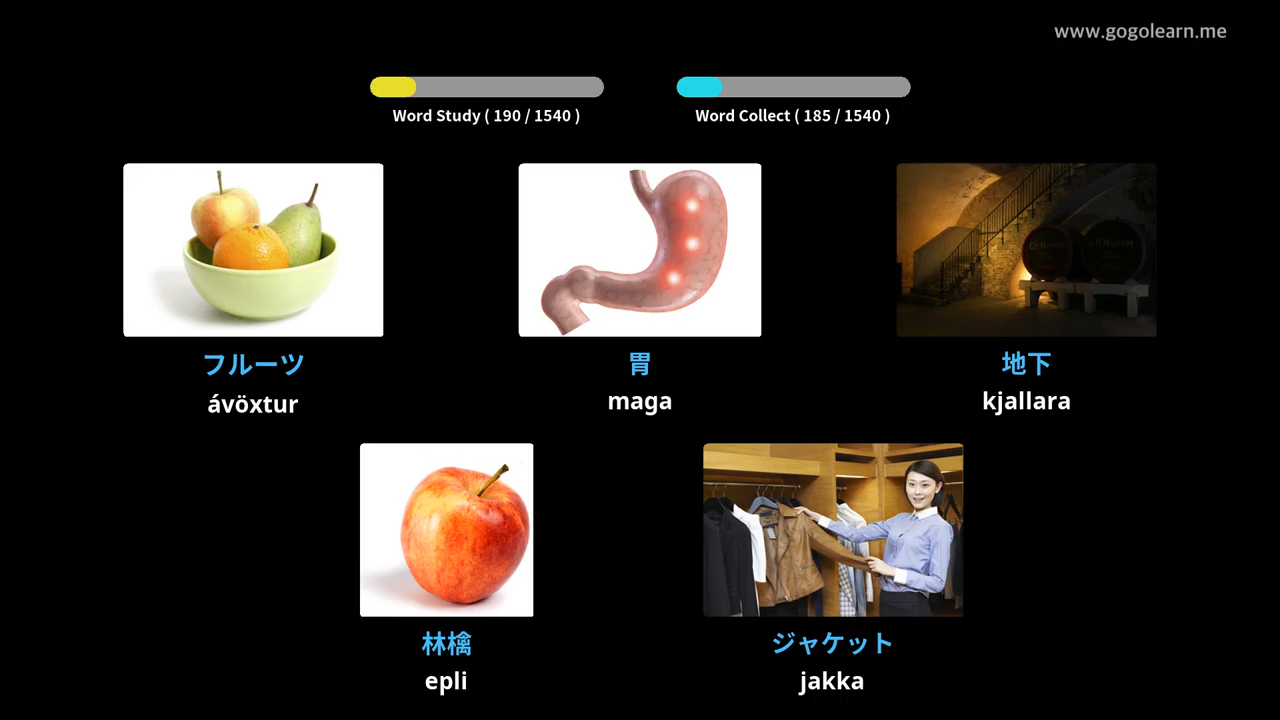 www.gogolearn.me
Word Study ( 190 / 1540 )
Word Collect ( 185 / 1540 )
フルーツ
胃
地下
ávöxtur
maga
kjallara
林檎
ジャケット
epli
jakka